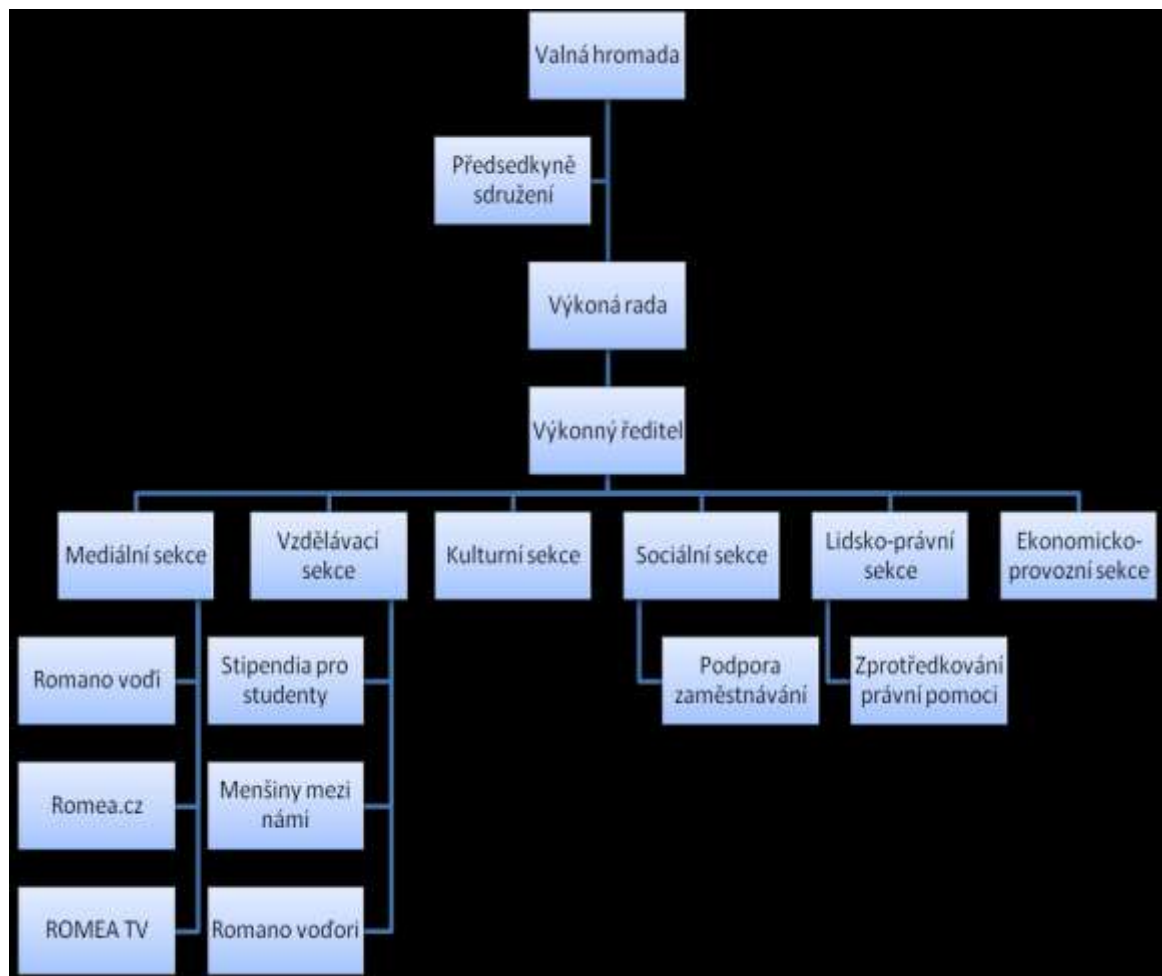 Valná hromada
Předsedkyně
sdružení
Výkoná rada
Výkonný ředitel
Mediální sekce
Vzdělávací
sekce
Kulturní sekce
Sociální sekce
Lidsko-právní
sekce
Ekonomicko-
provozní sekce
Romano voďi
Stipendia pro
studenty
Podpora
zaměstnávání
Zprotředkování
právní pomoci
Romea.cz
Menšiny mezi
námi
ROMEA TV
Romano voďori